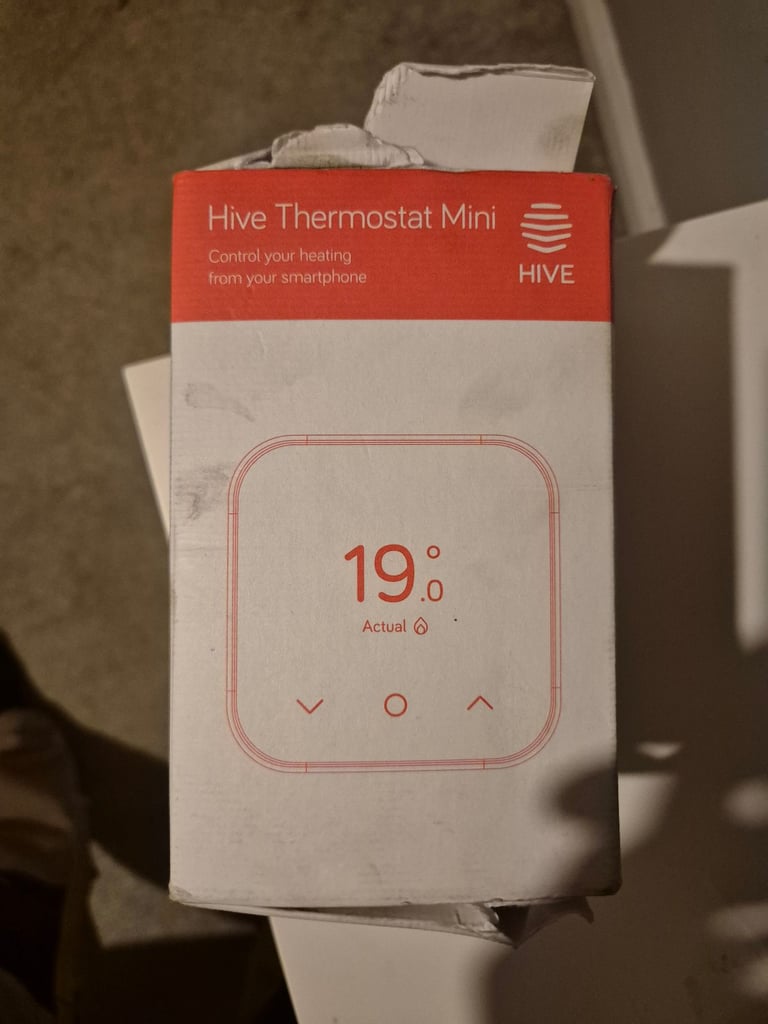 Hive Thermostat Mini
Control your heating
from your smartphone
HIVE
19.0°
Actual